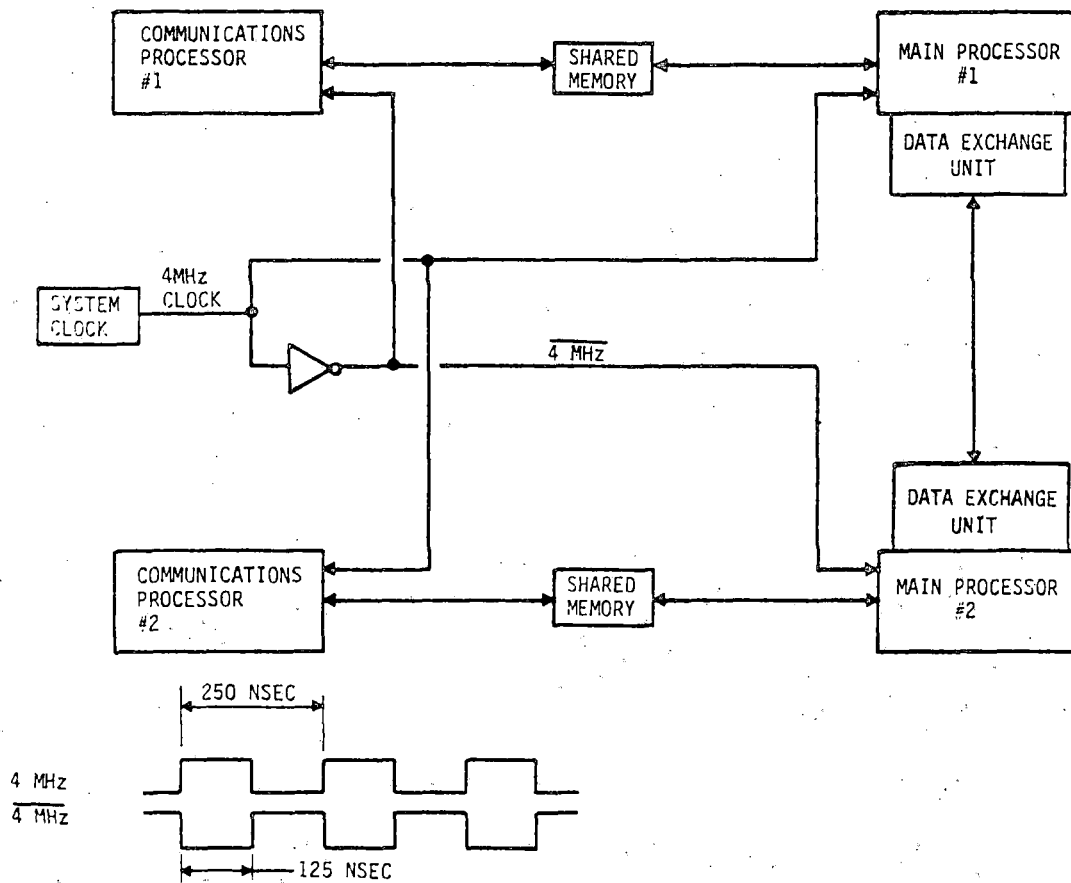 COMMUNICATIONS
PROCESSOR
#1
SHARED
MEMORY
MAIN PROCESSOR
#1
DATA EXCHANGE
UNIT
4MHz
CLOCK
SYSTEM
CLOCK
4 MHz
DATA EXCHANGE
UNIT
COMMUNICATIONS
PROCESSOR
#2
SHARED
MEMORY
MAIN PROCESSOR
#2
250 NSEC
4 MHz
4 MHz
125 NSEC